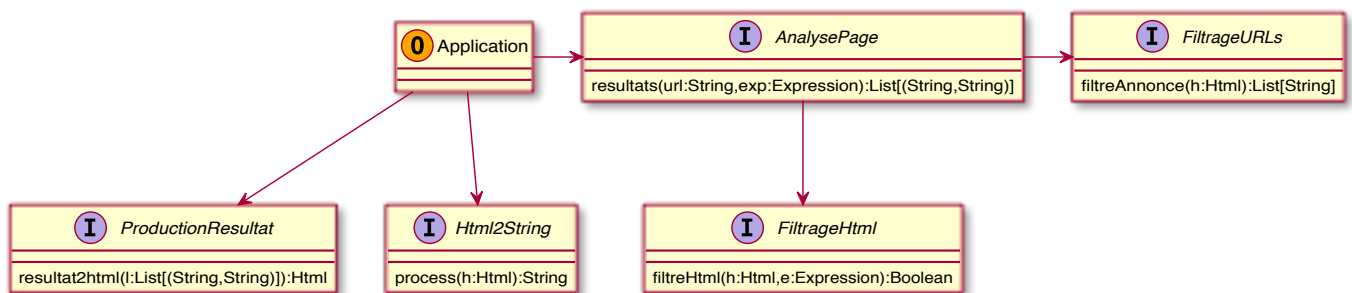 O Application
I AnalysePage
resultats(url:String,exp:Expression):List[(String,String)]
I FiltrageURLs
filtreAnnonce(h:Html):List[String]
I ProductionResultat
resultat2html(l:List[(String,String)]):Html
I Html2String
process(h:Html):String
I FiltrageHtml
filtreHtml(h:Html,e:Expression):Boolean